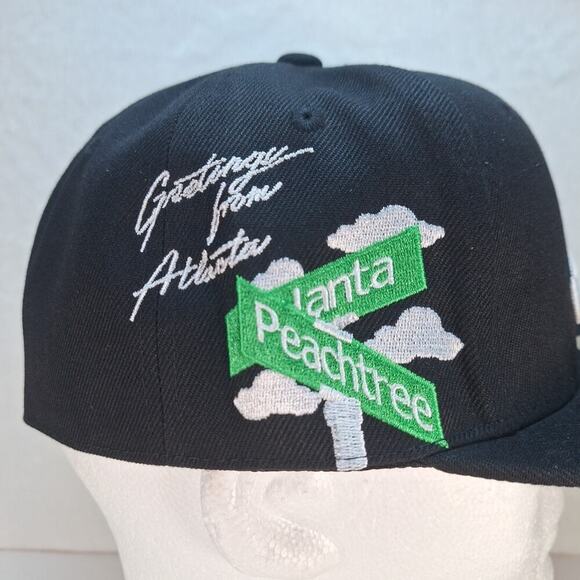 Greetings
from
Atlanta
lanta
Peachtree